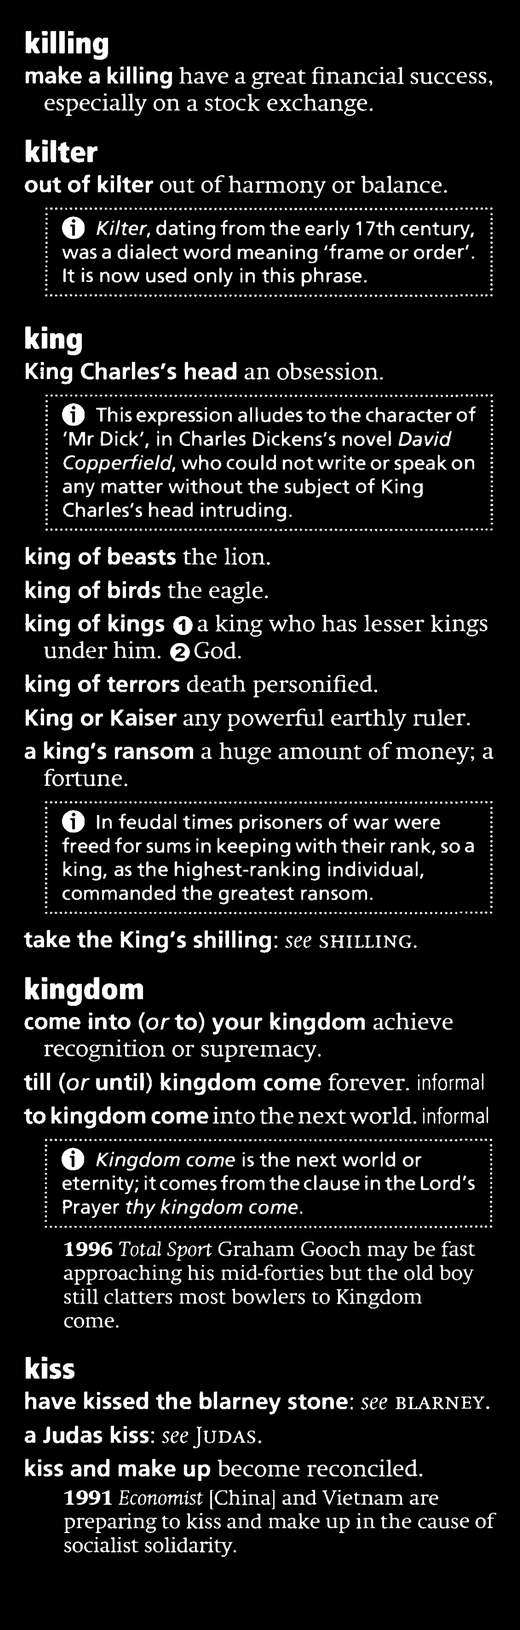 killing
make a killing have a great financial success,
especially on a stock exchange.
kilter
out of kilter out of harmony or balance.
i Kilter, dating from the early 17th century,
was a dialect word meaning ‘frame or order’.
It is now used only in this phrase.
king
King Charles’s head an obsession.
i This expression alludes to the character of
‘Mr Dick’, in Charles Dickens’s novel David
Copperfield, who could not write or speak on
any matter without the subject of King
Charles’s head intruding.
king of beasts the lion.
king of birds the eagle.
king of kings ❶ a king who has lesser kings
under him. ❷ God.
king of terrors death personified.
King or Kaiser any powerful earthly ruler.
a king’s ransom a huge amount of money; a
fortune.
i In feudal times prisoners of war were
freed for sums in keeping with their rank, so a
king, as the highest-ranking individual,
commanded the greatest ransom.
take the King’s shilling: see SHILLING.
kingdom
come into (or to) your kingdom achieve
recognition or supremacy.
till (or until) kingdom come forever. informal
to kingdom come into the next world. informal
i Kingdom come is the next world or
eternity; it comes from the clause in the Lord’s
Prayer thy kingdom come.
1996 Total Sport Graham Gooch may be fast
approaching his mid-forties but the old boy
still clatters most bowlers to Kingdom
come.
kiss
have kissed the blarney stone: see BLARNEY.
a Judas kiss: see JUDAS.
kiss and make up become reconciled.
1991 Economist [China] and Vietnam are
preparing to kiss and make up in the cause of
socialist solidarity.